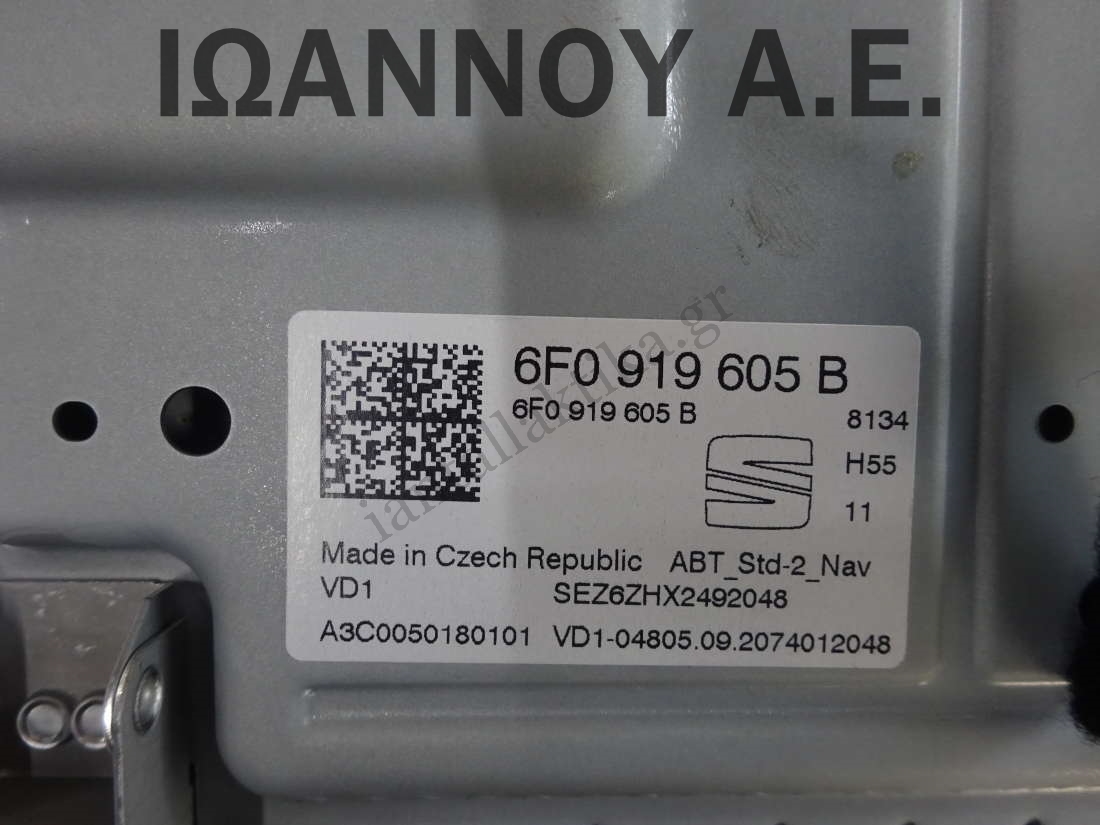 ΙΩΑΝΝΟΥ Α.Ε.
6F0 919 605 B
6F0 919 605 B
8134
H55
11
Made in Czech Republic ABT_Std-2_Nav
VD1 SEZ6ZHX2492048
A3C0050180101 VD1-04805.09.2074012048